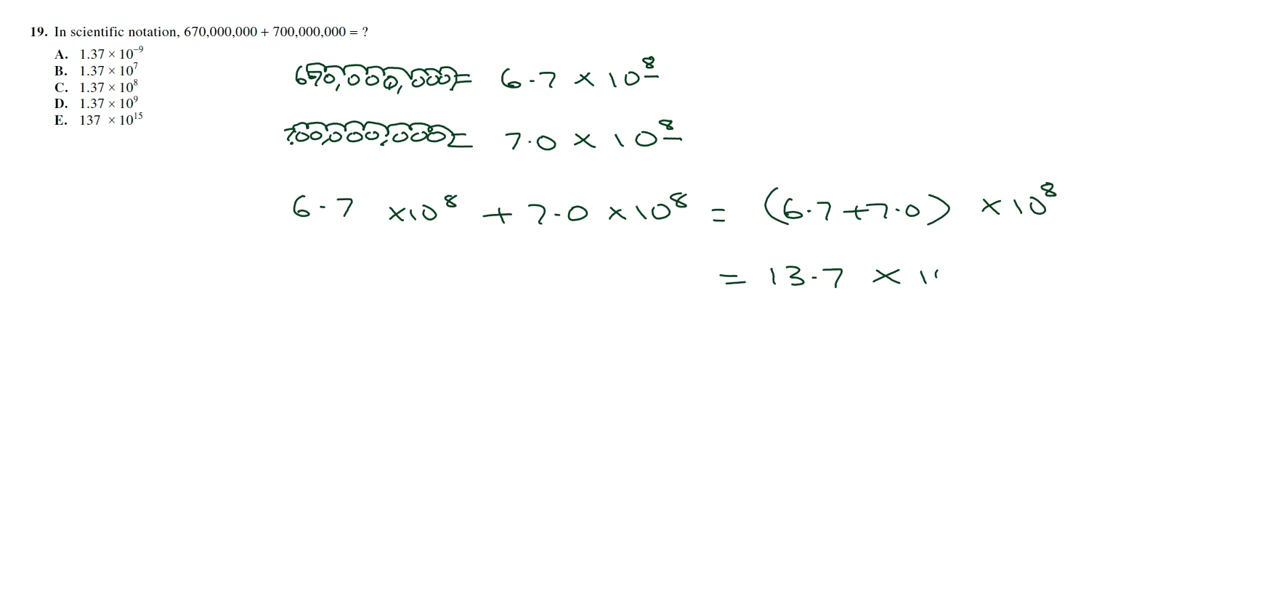 19. In scientific notation, 670,000,000 + 700,000,000 = ?
A. 1.37 × 10⁻⁹
B. 1.37 × 10⁷
C. 1.37 × 10⁸
D. 1.37 × 10⁹
E. 137 × 10¹⁵
670,000,000 = 6.7 × 10⁸
700,000,000 = 7.0 × 10⁸
6.7 × 10⁸ + 7.0 × 10⁸ = (6.7 + 7.0) × 10⁸
= 13.7 × 1